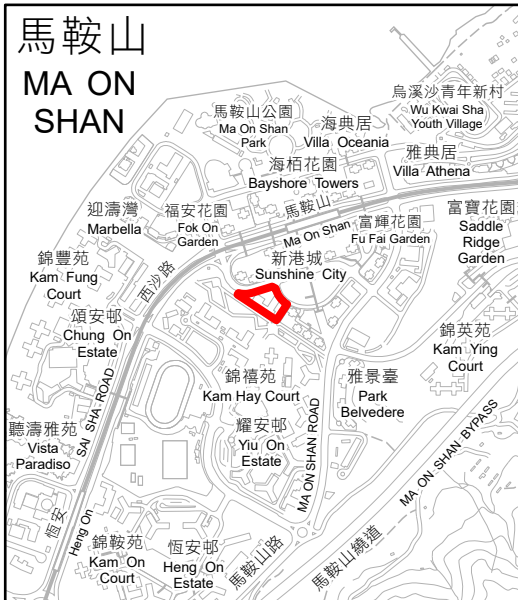 馬鞍山
MA ON
SHAN
烏溪沙青年新村
Wu Kwai Sha
Youth Village
馬鞍山公園
Ma On Shan
Park
海典居
Villa Oceania
雅典居
Villa Athena
海柏花園
Bayshore Towers
迎濤灣
Marbella
福安花園
Fok On
Garden
馬鞍山
Ma On Shan
富輝花園
Fu Fai Garden
富寶花園
Saddle
Ridge
Garden
錦豐苑
Kam Fung
Court
西沙路
新港城
Sunshine City
頌安邨
Chung On
Estate
SAI SHA ROAD
錦英苑
Kam Ying
Court
錦禧苑
Kam Hay Court
雅景臺
Park
Belvedere
聽濤雅苑
Vista
Paradiso
耀安邨
Yiu On
Estate
MA ON SHAN ROAD
MA ON SHAN BYPASS
恆安
Heng On
錦鞍苑
Kam On
Court
恆安邨
Heng On
Estate
馬鞍山路
馬鞍山繞道